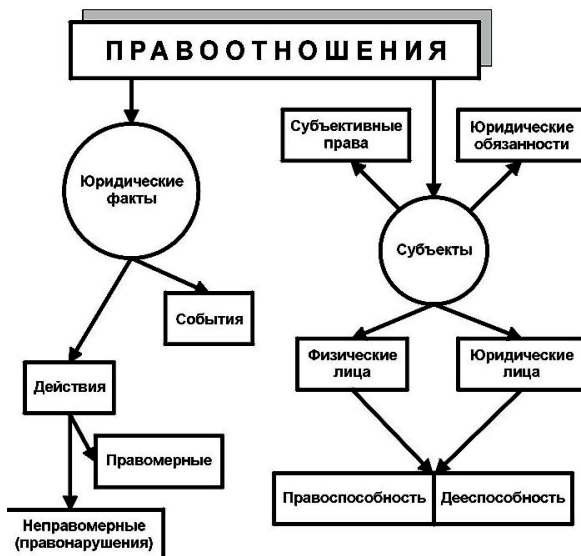 ПРАВООТНОШЕНИЯ
Субъективные
права
Юридические
обязанности
Юридические
факты
Субъекты
События
Физические
лица
Юридические
лица
Действия
Правомерные
Правоспособность
Дееспособность
Неправомерные
(правонарушения)